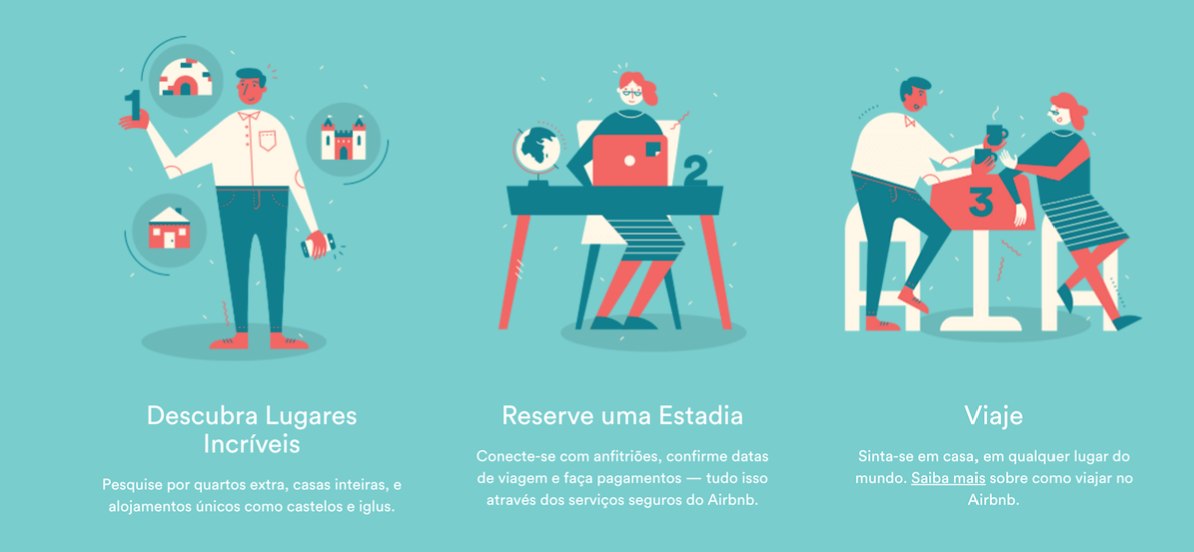 1
2
3
Descubra Lugares
Incríveis
Pesquise por quartos extra, casas inteiras, e
alojamentos únicos como castelos e iglus.
Reserve uma Estadia
Conecte-se com anfitriões, confirme datas
de viagem e faça pagamentos — tudo isso
através dos serviços seguros do Airbnb.
Viaje
Sinta-se em casa, em qualquer lugar do
mundo. Saiba mais sobre como viajar no
Airbnb.